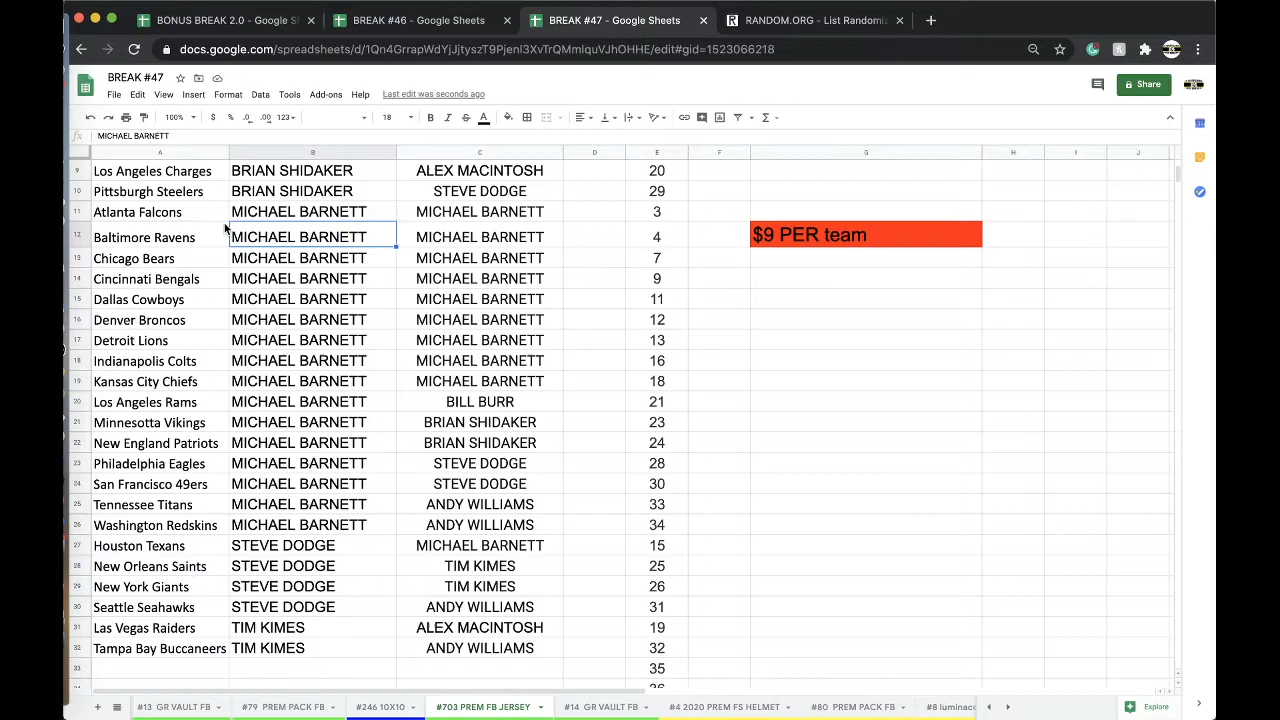 BONUS BREAK 2.0 - Google S
BREAK #46 - Google Sheets
BREAK #47 - Google Sheets
RANDOM.ORG - List Randomiz
docs.google.com/spreadsheets/d/1Qn4GrrapWdYjJjtyszT9Pjenl3XvTrQMmlquVJhOHHE/edit#gid=1523066218
BREAK #47
File Edit View Insert Format Data Tools Add-ons Help Last edit was seconds ago
Share
100% $ % .0 .00 123 18 B I S A
fx MICHAEL BARNETT
A B C D E F G H I J
9 Los Angeles Charges BRIAN SHIDAKER ALEX MACINTOSH 20
10 Pittsburgh Steelers BRIAN SHIDAKER STEVE DODGE 29
11 Atlanta Falcons MICHAEL BARNETT MICHAEL BARNETT 3
12 Baltimore Ravens MICHAEL BARNETT MICHAEL BARNETT 4 $9 PER team
13 Chicago Bears MICHAEL BARNETT MICHAEL BARNETT 7
14 Cincinnati Bengals MICHAEL BARNETT MICHAEL BARNETT 9
15 Dallas Cowboys MICHAEL BARNETT MICHAEL BARNETT 11
16 Denver Broncos MICHAEL BARNETT MICHAEL BARNETT 12
17 Detroit Lions MICHAEL BARNETT MICHAEL BARNETT 13
18 Indianapolis Colts MICHAEL BARNETT MICHAEL BARNETT 16
19 Kansas City Chiefs MICHAEL BARNETT MICHAEL BARNETT 18
20 Los Angeles Rams MICHAEL BARNETT BILL BURR 21
21 Minnesotta Vikings MICHAEL BARNETT BRIAN SHIDAKER 23
22 New England Patriots MICHAEL BARNETT BRIAN SHIDAKER 24
23 Philadelphia Eagles MICHAEL BARNETT STEVE DODGE 28
24 San Francisco 49ers MICHAEL BARNETT STEVE DODGE 30
25 Tennessee Titans MICHAEL BARNETT ANDY WILLIAMS 33
26 Washington Redskins MICHAEL BARNETT ANDY WILLIAMS 34
27 Houston Texans STEVE DODGE MICHAEL BARNETT 15
28 New Orleans Saints STEVE DODGE TIM KIMES 25
29 New York Giants STEVE DODGE TIM KIMES 26
30 Seattle Seahawks STEVE DODGE ANDY WILLIAMS 31
31 Las Vegas Raiders TIM KIMES ALEX MACINTOSH 19
32 Tampa Bay Buccaneers TIM KIMES ANDY WILLIAMS 32
33 35
#13 GR VAULT FB #79 PREM PACK FB #246 10X10 #703 PREM FB JERSEY #14 GR VAULT FB #4 2020 PREM FS HELMET #80 PREM PACK FB #8 luminace Explore